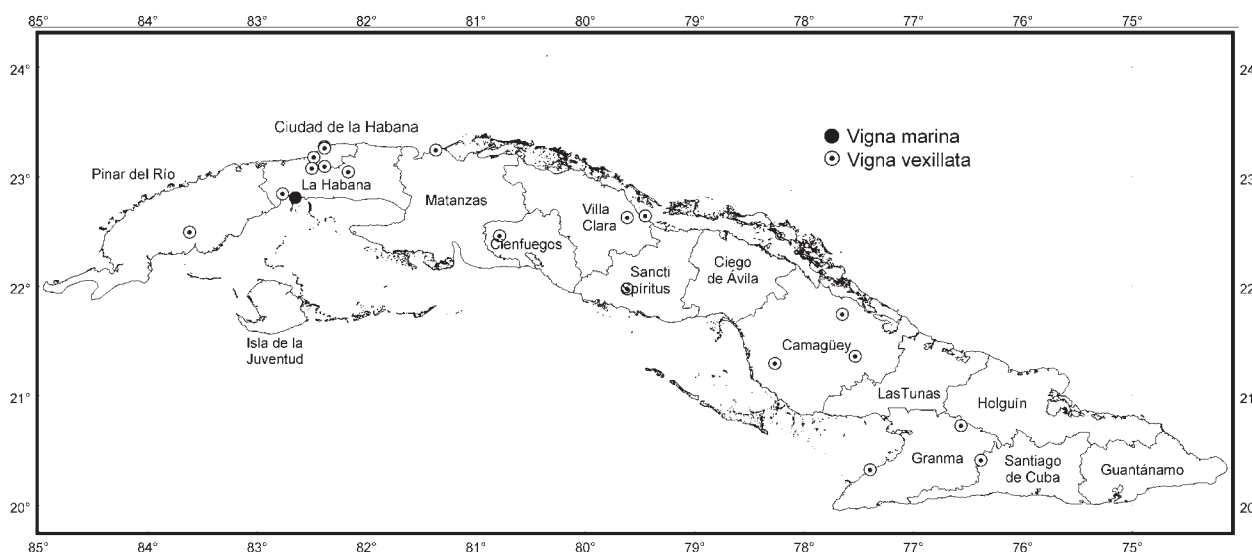 85° 84° 83° 82° 81° 80° 79° 78° 77° 76° 75°
24° 24
Ciudad de la Habana
Vigna marina
Vigna vexillata
23° 23
Pinar del Río
La Habana
Matanzas
Villa
Clara
Cienfuegos
Sancti
Spíritus
Ciego
de Ávila
22° 22
Isla de la
Juventud
Camagüey
21° 21
LasTunas
Holguín
Granma
Santiago
de Cuba
Guantánamo
20° 20
85° 84° 83° 82° 81° 80° 79° 78° 77° 76° 75°